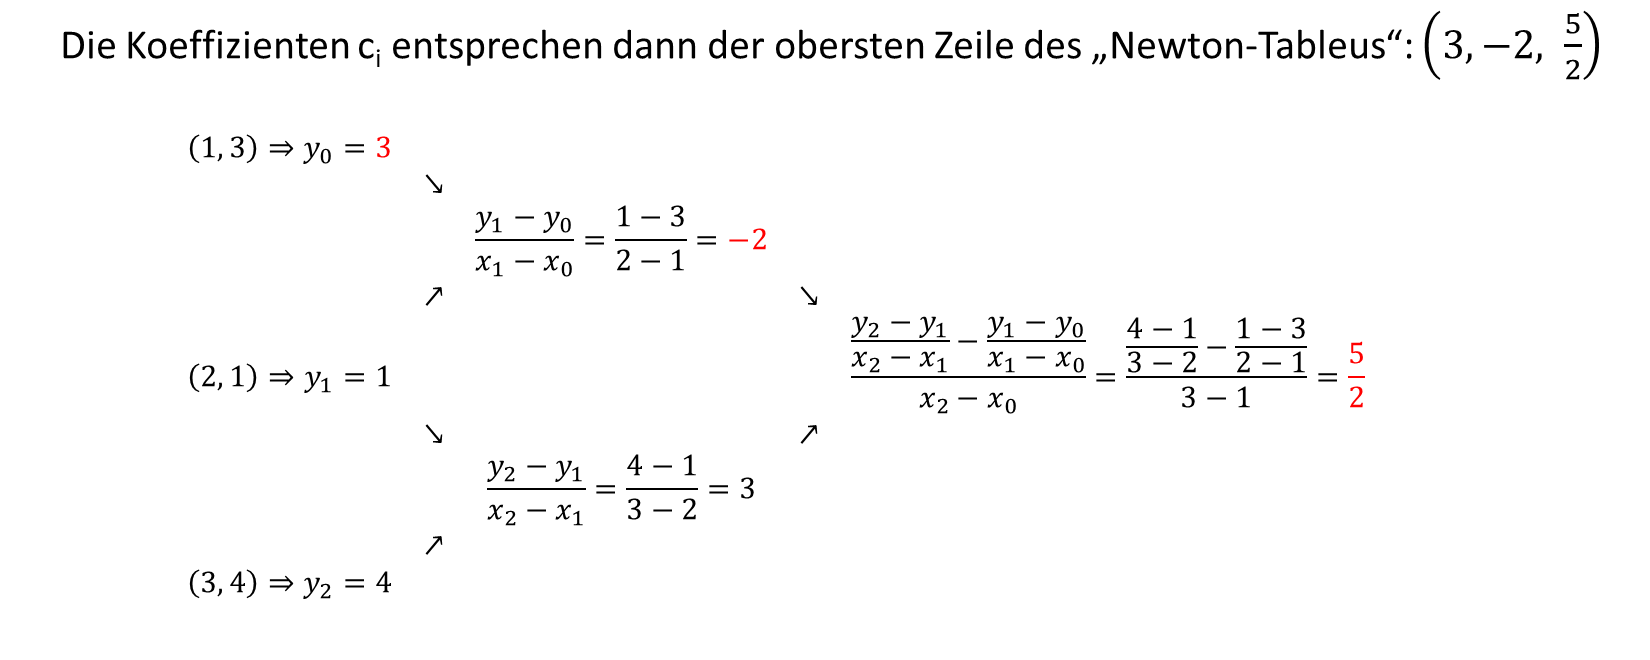 Die Koeffizienten cᵢ entsprechen dann der obersten Zeile des „Newton-Tableus“: (3, −2, 5/2)
(1, 3) ⇒ y₀ = 3
↘
(y₁ − y₀)/(x₁ − x₀) = (1 − 3)/(2 − 1) = −2
↗ ↘
((y₂ − y₁)/(x₂ − x₁) − (y₁ − y₀)/(x₁ − x₀))/(x₂ − x₀) = ((4 − 1)/(3 − 2) − (1 − 3)/(2 − 1))/(3 − 1) = 5/2
(2, 1) ⇒ y₁ = 1
↘ ↗
(y₂ − y₁)/(x₂ − x₁) = (4 − 1)/(3 − 2) = 3
↗
(3, 4) ⇒ y₂ = 4